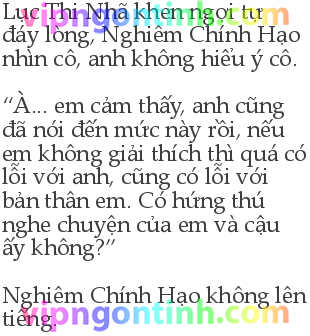 Lục Thi Nhã khen ngợi từ
đáy lòng, Nghiêm Chính Hạo
nhìn cô, anh không hiểu ý cô.
“À... em cảm thấy, anh cũng
đã nói đến mức này rồi, nếu
em không giải thích thì quá có
lỗi với anh, cũng có lỗi với
bản thân em. Có hứng thú
nghe chuyện của em và cậu
ấy không?”
Nghiêm Chính Hạo không lên
tiếng.
vipngontinh.com
vipngontinh.com